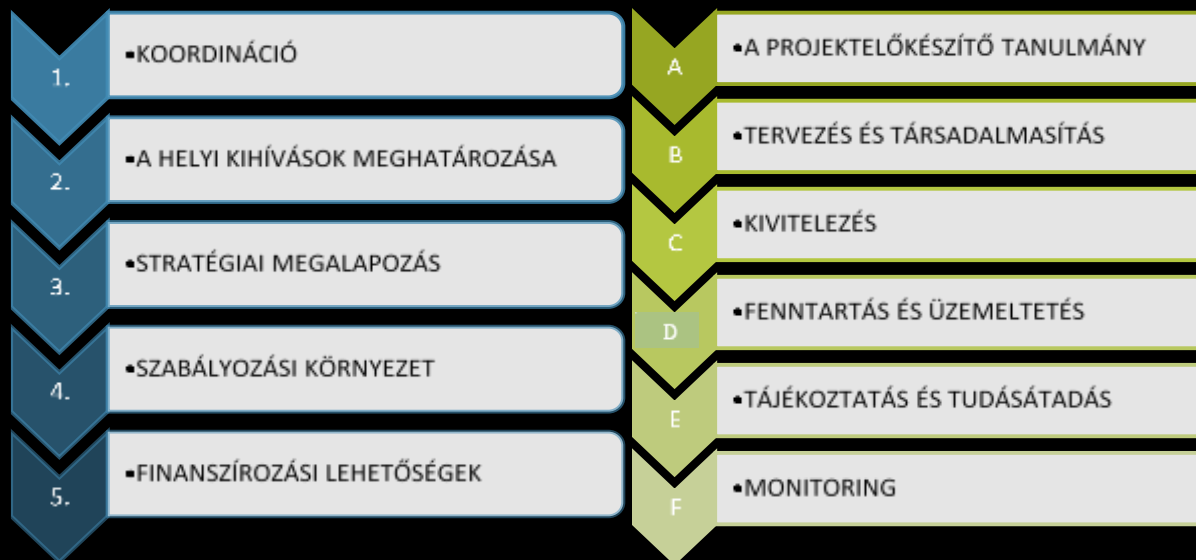 1.
▪KOORDINÁCIÓ
2.
▪A HELYI KIHÍVÁSOK MEGHATÁROZÁSA
3.
▪STRATÉGIAI MEGALAPOZÁS
4.
▪SZABÁLYOZÁSI KÖRNYEZET
5.
▪FINANSZÍROZÁSI LEHETŐSÉGEK
A
▪A PROJEKTELŐKÉSZÍTŐ TANULMÁNY
B
▪TERVEZÉS ÉS TÁRSADALMASÍTÁS
C
▪KIVITELEZÉS
D
▪FENNTARTÁS ÉS ÜZEMELTETÉS
E
▪TÁJÉKOZTATÁS ÉS TUDÁSÁTADÁS
F
▪MONITORING